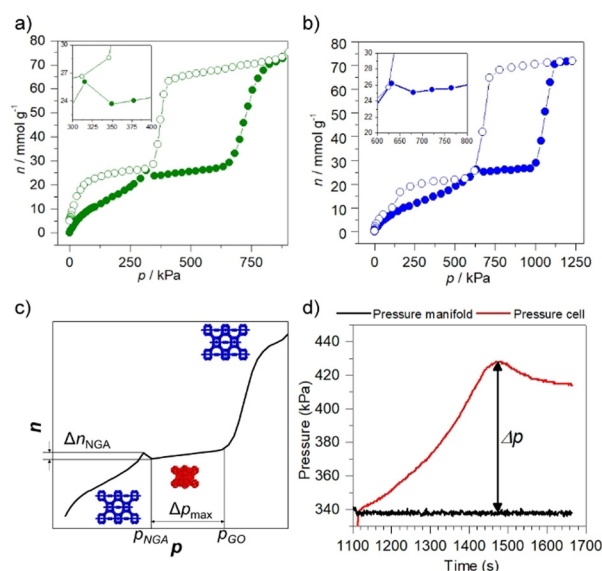 a)
n / mmol g⁻¹
80
70
60
50
40
30
20
10
0
30
27
24
300 325 350 375 400
0 250 500 750
p / kPa
b)
n / mmol g⁻¹
80
70
60
50
40
30
20
10
0
30
28
26
24
22
20
600 700 800
0 250 500 750 1000 1250
p / kPa
c)
n
Δn_NGA
Δp_max
p_NGA p p_GO
d)
Pressure manifold Pressure cell
Pressure (kPa)
440
420
400
380
360
340
Δp
1100 1200 1300 1400 1500 1600 1700
Time (s)